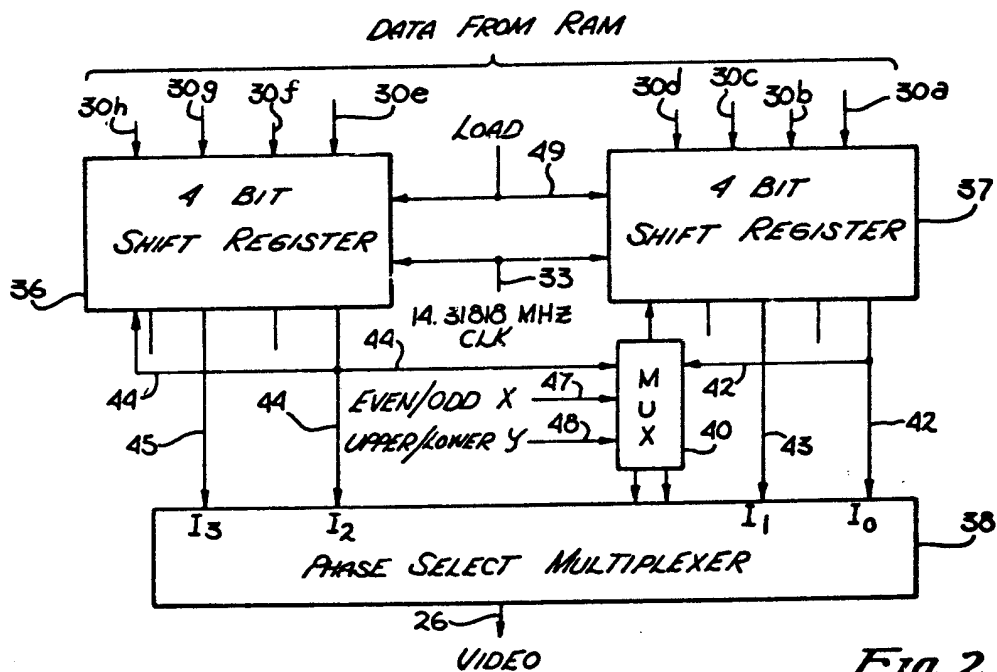 DATA FROM RAM
30h
30g
30f
30e
30d
30c
30b
30a
LOAD
49
4 BIT
SHIFT REGISTER
4 BIT
SHIFT REGISTER
37
36
33
14.31818 MHZ
CLK
44
44
44
45
EVEN/ODD X
47
UPPER/LOWER Y
48
MUX
40
42
43
42
I3
I2
I1
I0
38
PHASE SELECT MULTIPLEXER
26
VIDEO
FIG. 2